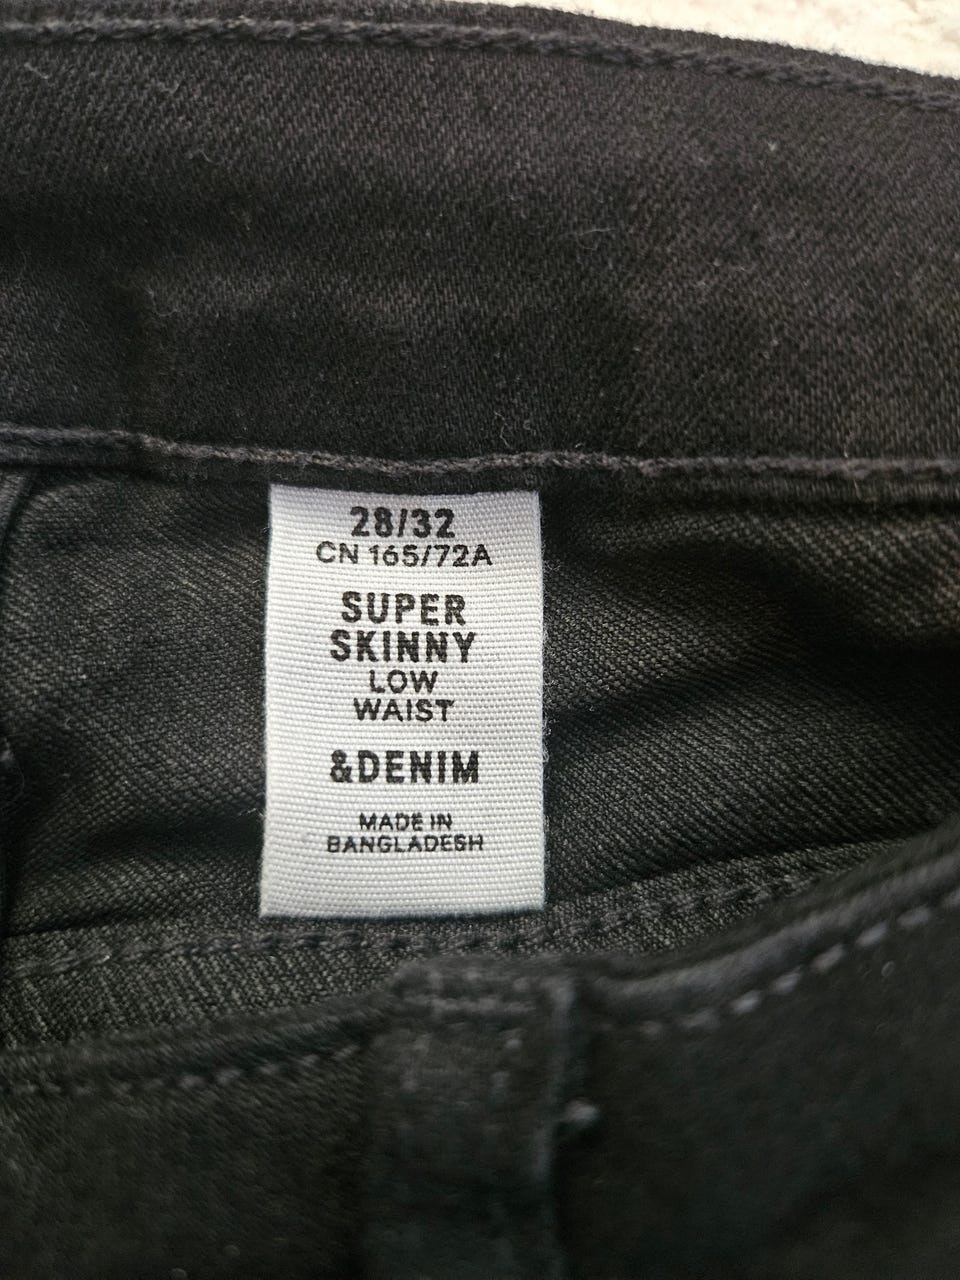 28/32
CN 165/72A
SUPER
SKINNY
LOW
WAIST
&DENIM
MADE IN
BANGLADESH